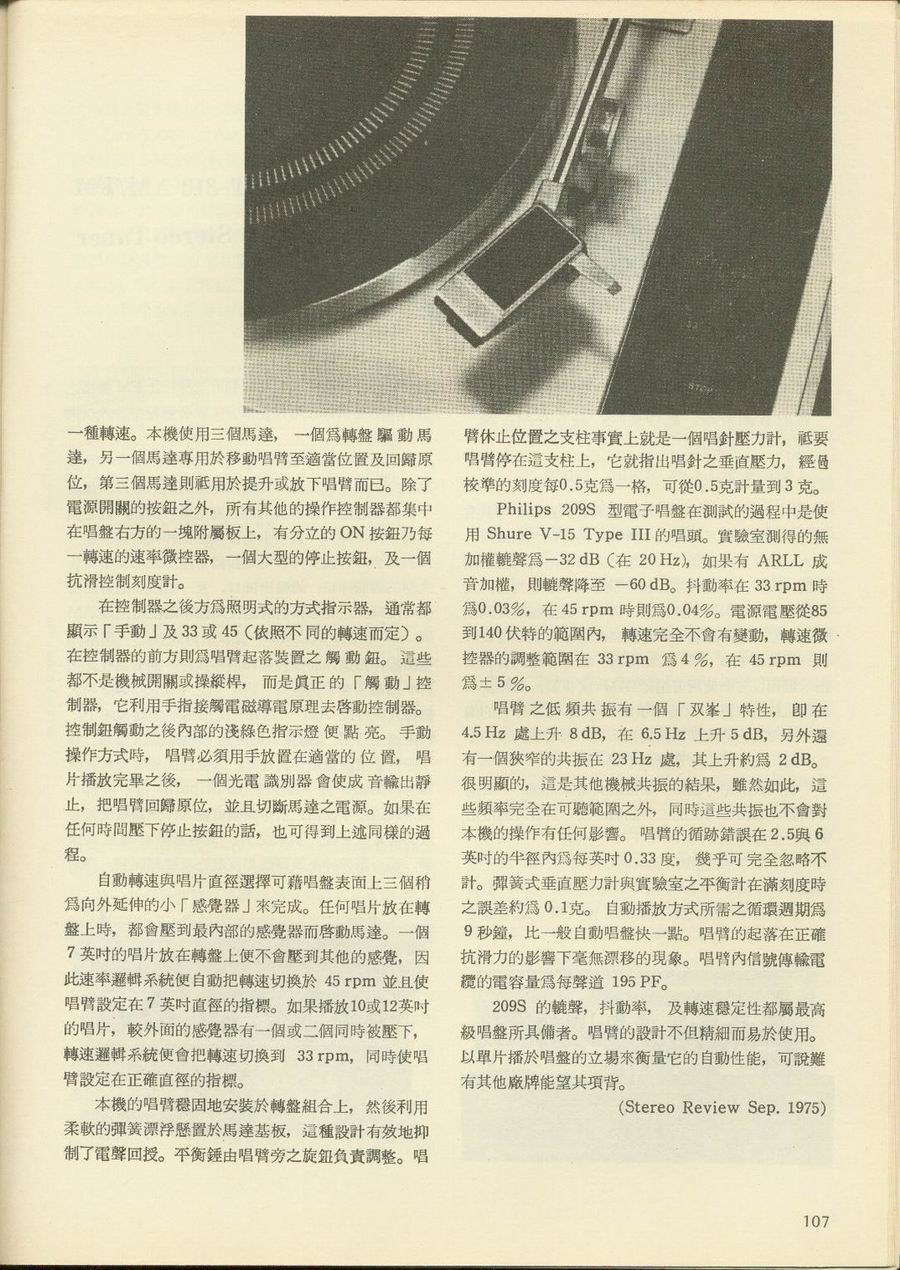 33
STOP
一種轉速。本機使用三個馬達，一個爲轉盤驅動馬
達，另一個馬達專用於移動唱臂至適當位置及回歸原
位，第三個馬達則祗用於提升或放下唱臂而已。除了
電源開關的按鈕之外，所有其他的操作控制器都集中
在唱盤右方的一塊附屬板上，有分立的 ON 按鈕乃每
一轉速的速率微控器，一個大型的停止按鈕，及一個
抗滑控制刻度計。
在控制器之後方爲照明式的方式指示器，通常都
顯示「手動」及 33 或 45（依照不同的轉速而定）。
在控制器的前方則爲唱臂起落裝置之觸動鈕。這些
都不是機械開關或操縱桿，而是眞正的「觸動」控
制器，它利用手指接觸電磁導電原理去啓動控制器。
控制鈕觸動之後內部的淺綠色指示燈便點亮。手動
操作方式時，唱臂必須用手放置在適當的位置，唱
片播放完畢之後，一個光電識別器會使成音輸出靜
止，把唱臂回歸原位，並且切斷馬達之電源。如果在
任何時間壓下停止按鈕的話，也可得到上述同樣的過
程。
自動轉速與唱片直徑選擇可藉唱盤表面上三個稍
爲向外延伸的小「感覺器」來完成。任何唱片放在轉
盤上時，都會壓到最內部的感覺器而啓動馬達。一個
7 英吋的唱片放在轉盤上便不會壓到其他的感覺，因
此速率邏輯系統便自動把轉速切換於 45 rpm 並且使
唱臂設定在 7 英吋直徑的指標。如果播放10或12英吋
的唱片，較外面的感覺器有一個或二個同時被壓下，
轉速邏輯系統便會把轉速切換到 33 rpm，同時使唱
臂設定在正確直徑的指標。
本機的唱臂穩固地安裝於轉盤組合上，然後利用
柔軟的彈簧漂浮懸置於馬達基板，這種設計有效地抑
制了電聲回授。平衡錘由唱臂旁之旋鈕負責調整。唱
臂休止位置之支柱事實上就是一個唱針壓力計，祗要
唱臂停在這支柱上，它就指出唱針之垂直壓力，經過
校準的刻度每0.5克爲一格，可從0.5克計量到 3 克。
Philips 209S 型電子唱盤在測試的過程中是使
用 Shure V-15 Type III 的唱頭。實驗室測得的無
加權轆聲爲－32 dB（在 20 Hz），如果有 ARLL 成
音加權，則轆聲降至 －60 dB。抖動率在 33 rpm 時
爲0.03％，在 45 rpm 時則爲0.04％。電源電壓從85
到140 伏特的範圍內，轉速完全不會有變動，轉速微
控器的調整範圍在 33 rpm 爲 4 ％，在 45 rpm 則
爲± 5 ％。
唱臂之低頻共振有一個「双峯」特性，卽在
4.5 Hz 處上升 8 dB，在 6.5 Hz 上升 5 dB，另外還
有一個狹窄的共振在 23 Hz 處，其上升約爲 2 dB。
很明顯的，這是其他機械共振的結果，雖然如此，這
些頻率完全在可聽範圍之外，同時這些共振也不會對
本機的操作有任何影響。唱臂的循跡錯誤在 2.5與 6
英吋的半徑內爲每英吋 0.33 度，幾乎可完全忽略不
計。彈簧式垂直壓力計與實驗室之平衡計在滿刻度時
之誤差約爲 0.1克。自動播放方式所需之循環週期爲
9 秒鐘，比一般自動唱盤快一點。唱臂的起落在正確
抗滑力的影響下毫無漂移的現象。唱臂內信號傳輸電
纜的電容量爲每聲道 195 PF。
209S 的轆聲，抖動率，及轉速穩定性都屬最高
級唱盤所具備者。唱臂的設計不但精細而易於使用。
以單片播於唱盤的立場來衡量它的自動性能，可說難
有其他廠牌能望其項背。
(Stereo Review Sep. 1975)
107